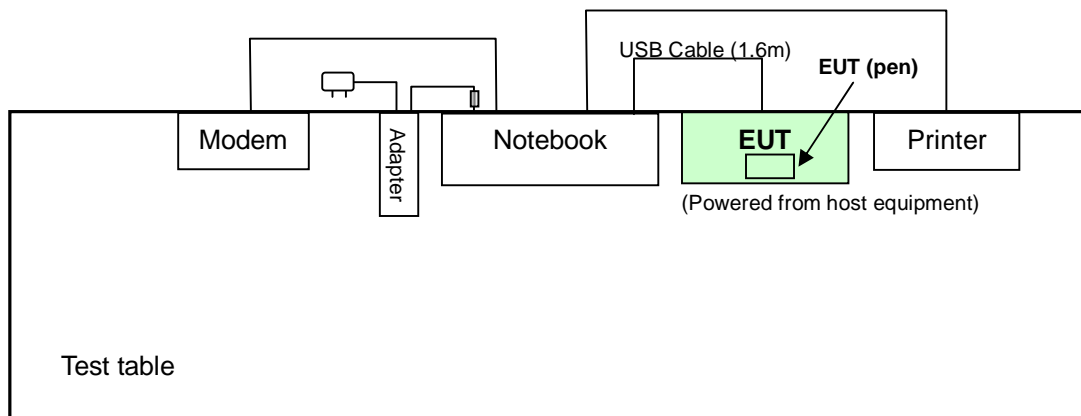 USB Cable (1.6m)
EUT (pen)
Modem
Adapter
Notebook
EUT
Printer
(Powered from host equipment)
Test table